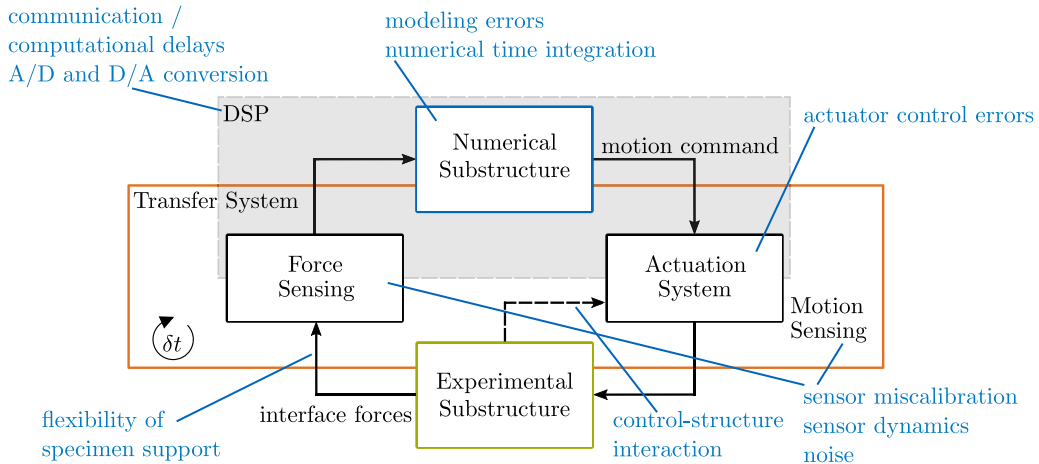 communication /
computational delays
A/D and D/A conversion
modeling errors
numerical time integration
actuator control errors
DSP
Numerical
Substructure
motion command
Transfer System
Force
Sensing
Actuation
System
Motion
Sensing
δt
Experimental
Substructure
interface forces
flexibility of
specimen support
control-structure
interaction
sensor miscalibration
sensor dynamics
noise